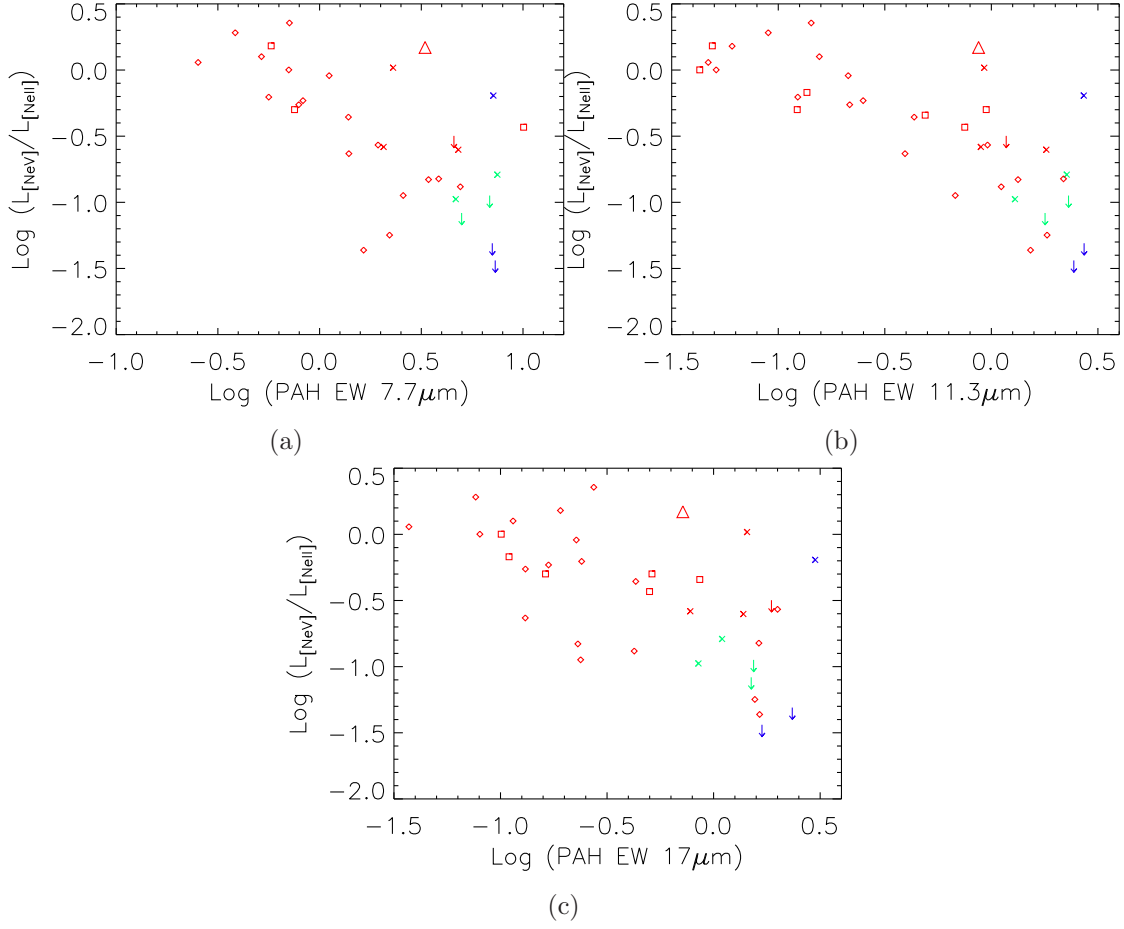 0.5
0.0
−0.5
−1.0
−1.5
−2.0
Log (L[NeV]/L[NeII])
−1.0 −0.5 0.0 0.5 1.0
Log (PAH EW 7.7μm)
(a)
0.5
0.0
−0.5
−1.0
−1.5
−2.0
Log (L[NeV]/L[NeII])
−1.5 −1.0 −0.5 0.0 0.5
Log (PAH EW 11.3μm)
(b)
0.5
0.0
−0.5
−1.0
−1.5
−2.0
Log (L[NeV]/L[NeII])
−1.5 −1.0 −0.5 0.0 0.5
Log (PAH EW 17μm)
(c)